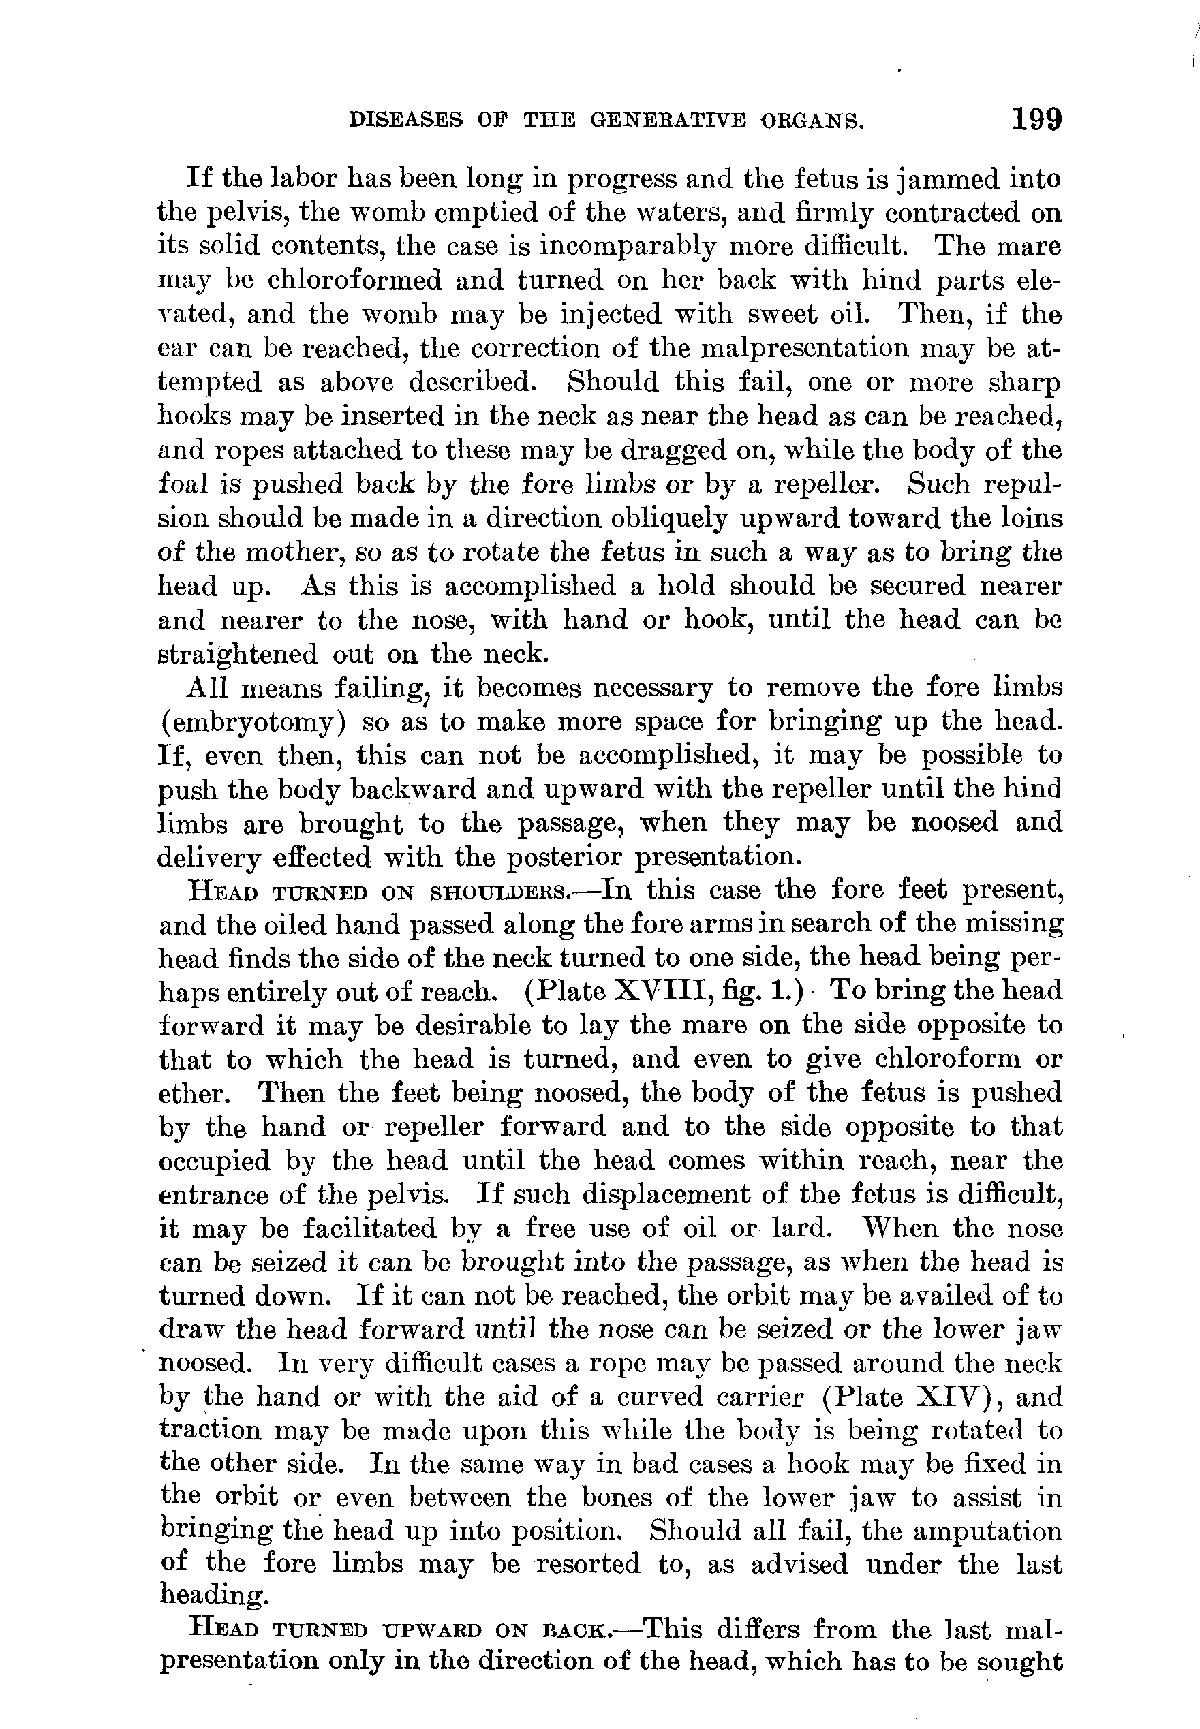 DISEASES OF THE GENERATIVE ORGANS. 199
If the labor has been long in progress and the fetus is jammed into
the pelvis, the womb emptied of the waters, and firmly contracted on
its solid contents, the case is incomparably more difficult. The mare
may be chloroformed and turned on her back with hind parts ele-
vated, and the womb may be injected with sweet oil. Then, if the
ear can be reached, the correction of the malpresentation may be at-
tempted as above described. Should this fail, one or more sharp
hooks may be inserted in the neck as near the head as can be reached,
and ropes attached to these may be dragged on, while the body of the
foal is pushed back by the fore limbs or by a repeller. Such repul-
sion should be made in a direction obliquely upward toward the loins
of the mother, so as to rotate the fetus in such a way as to bring the
head up. As this is accomplished a hold should be secured nearer
and nearer to the nose, with hand or hook, until the head can be
straightened out on the neck.
All means failing, it becomes necessary to remove the fore limbs
(embryotomy) so as to make more space for bringing up the head.
If, even then, this can not be accomplished, it may be possible to
push the body backward and upward with the repeller until the hind
limbs are brought to the passage, when they may be noosed and
delivery effected with the posterior presentation.
HEAD TURNED ON SHOULDERS.—In this case the fore feet present,
and the oiled hand passed along the fore arms in search of the missing
head finds the side of the neck turned to one side, the head being per-
haps entirely out of reach. (Plate XVIII, fig. 1.) To bring the head
forward it may be desirable to lay the mare on the side opposite to
that to which the head is turned, and even to give chloroform or
ether. Then the feet being noosed, the body of the fetus is pushed
by the hand or repeller forward and to the side opposite to that
occupied by the head until the head comes within reach, near the
entrance of the pelvis. If such displacement of the fetus is difficult,
it may be facilitated by a free use of oil or lard. When the nose
can be seized it can be brought into the passage, as when the head is
turned down. If it can not be reached, the orbit may be availed of to
draw the head forward until the nose can be seized or the lower jaw
noosed. In very difficult cases a rope may be passed around the neck
by the hand or with the aid of a curved carrier (Plate XIV), and
traction may be made upon this while the body is being rotated to
the other side. In the same way in bad cases a hook may be fixed in
the orbit or even between the bones of the lower jaw to assist in
bringing the head up into position. Should all fail, the amputation
of the fore limbs may be resorted to, as advised under the last
heading.
HEAD TURNED UPWARD ON BACK.—This differs from the last mal-
presentation only in the direction of the head, which has to be sought